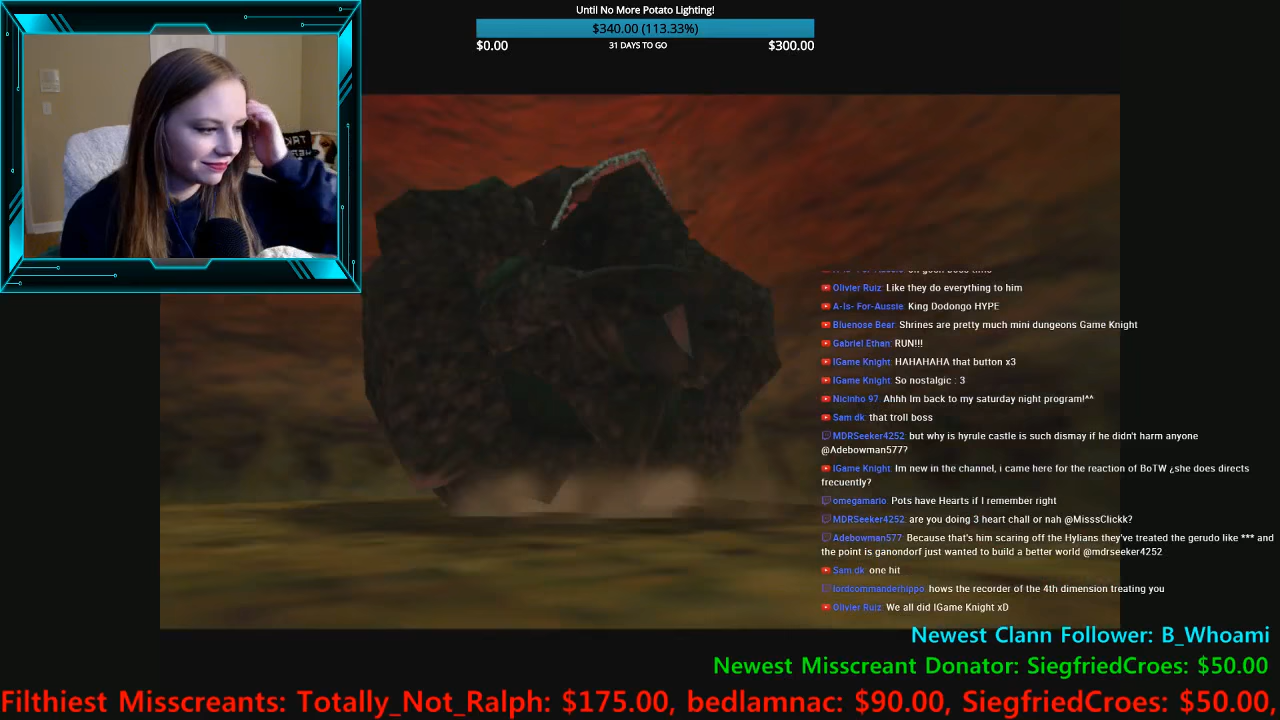 Until No More Potato Lighting!
$340.00 (113.33%)
$0.00 31 DAYS TO GO $300.00
Olivier Ruiz: Like they do everything to him
A-Is- For-Aussie: King Dodongo HYPE
Bluenose Bear: Shrines are pretty much mini dungeons Game Knight
Gabriel Ethan: RUN!!!
IGame Knight: HAHAHAHA that button x3
IGame Knight: So nostalgic : 3
Nicinho 97: Ahhh Im back to my saturday night program!^^
Sam dk: that troll boss
MDRSeeker4252: but why is hyrule castle is such dismay if he didn't harm anyone
@Adebowman577?
IGame Knight: Im new in the channel, i came here for the reaction of BoTW ¿she does directs
frecuently?
omegamario: Pots have Hearts if I remember right
MDRSeeker4252: are you doing 3 heart chall or nah @MisssClickk?
Adebowman577: Because that's him scaring off the Hylians they've treated the gerudo like *** and
the point is ganondorf just wanted to build a better world @mdrseeker4252
Sam dk: one hit
lordcommanderhippo: hows the recorder of the 4th dimension treating you
Olivier Ruiz: We all did IGame Knight xD
Newest Clann Follower: B_Whoami
Newest Misscreant Donator: SiegfriedCroes: $50.00
Filthiest Misscreants: Totally_Not_Ralph: $175.00, bedlamnac: $90.00, SiegfriedCroes: $50.00,